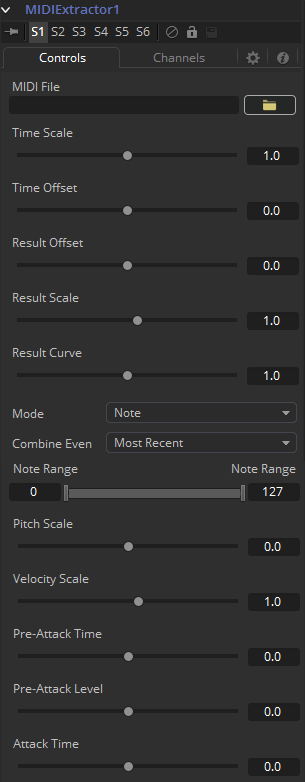 MIDIExtractor1
S1 S2 S3 S4 S5 S6
Controls Channels
MIDI File
Time Scale
1.0
Time Offset
0.0
Result Offset
0.0
Result Scale
1.0
Result Curve
1.0
Mode Note
Combine Even Most Recent
Note Range Note Range
0 127
Pitch Scale
0.0
Velocity Scale
1.0
Pre-Attack Time
0.0
Pre-Attack Level
0.0
Attack Time
0.0